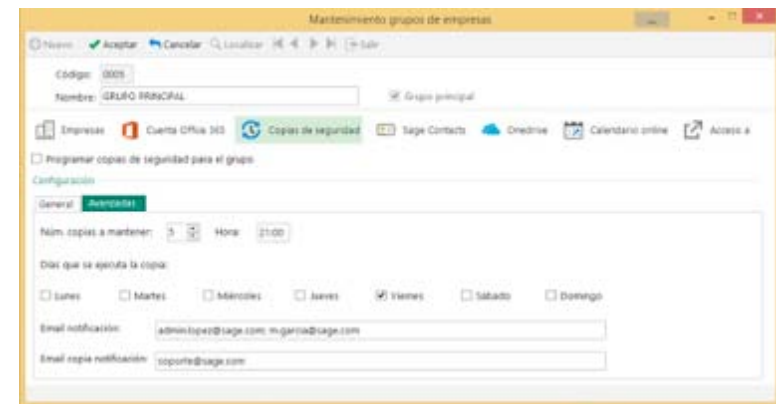 Mantenimiento grupos de empresas
Nuevo Aceptar Cancelar Localizar Salir
Código: 0005
Nombre: GRUPO PRINCIPAL Grupo principal
Empresas Cuenta Office 365 Copias de seguridad Sage Contacts Onedrive Calendario online Acceso a
Programar copias de seguridad para el grupo
Configuración
General Avanzadas
Núm. copias a mantener: 5 Hora: 21:00
Días que se ejecuta la copia:
Lunes Martes Miércoles Jueves Viernes Sábado Domingo
Email notificación: admin.lopez@sage.com; m.garcia@sage.com
Email copia notificación: soporte@sage.com